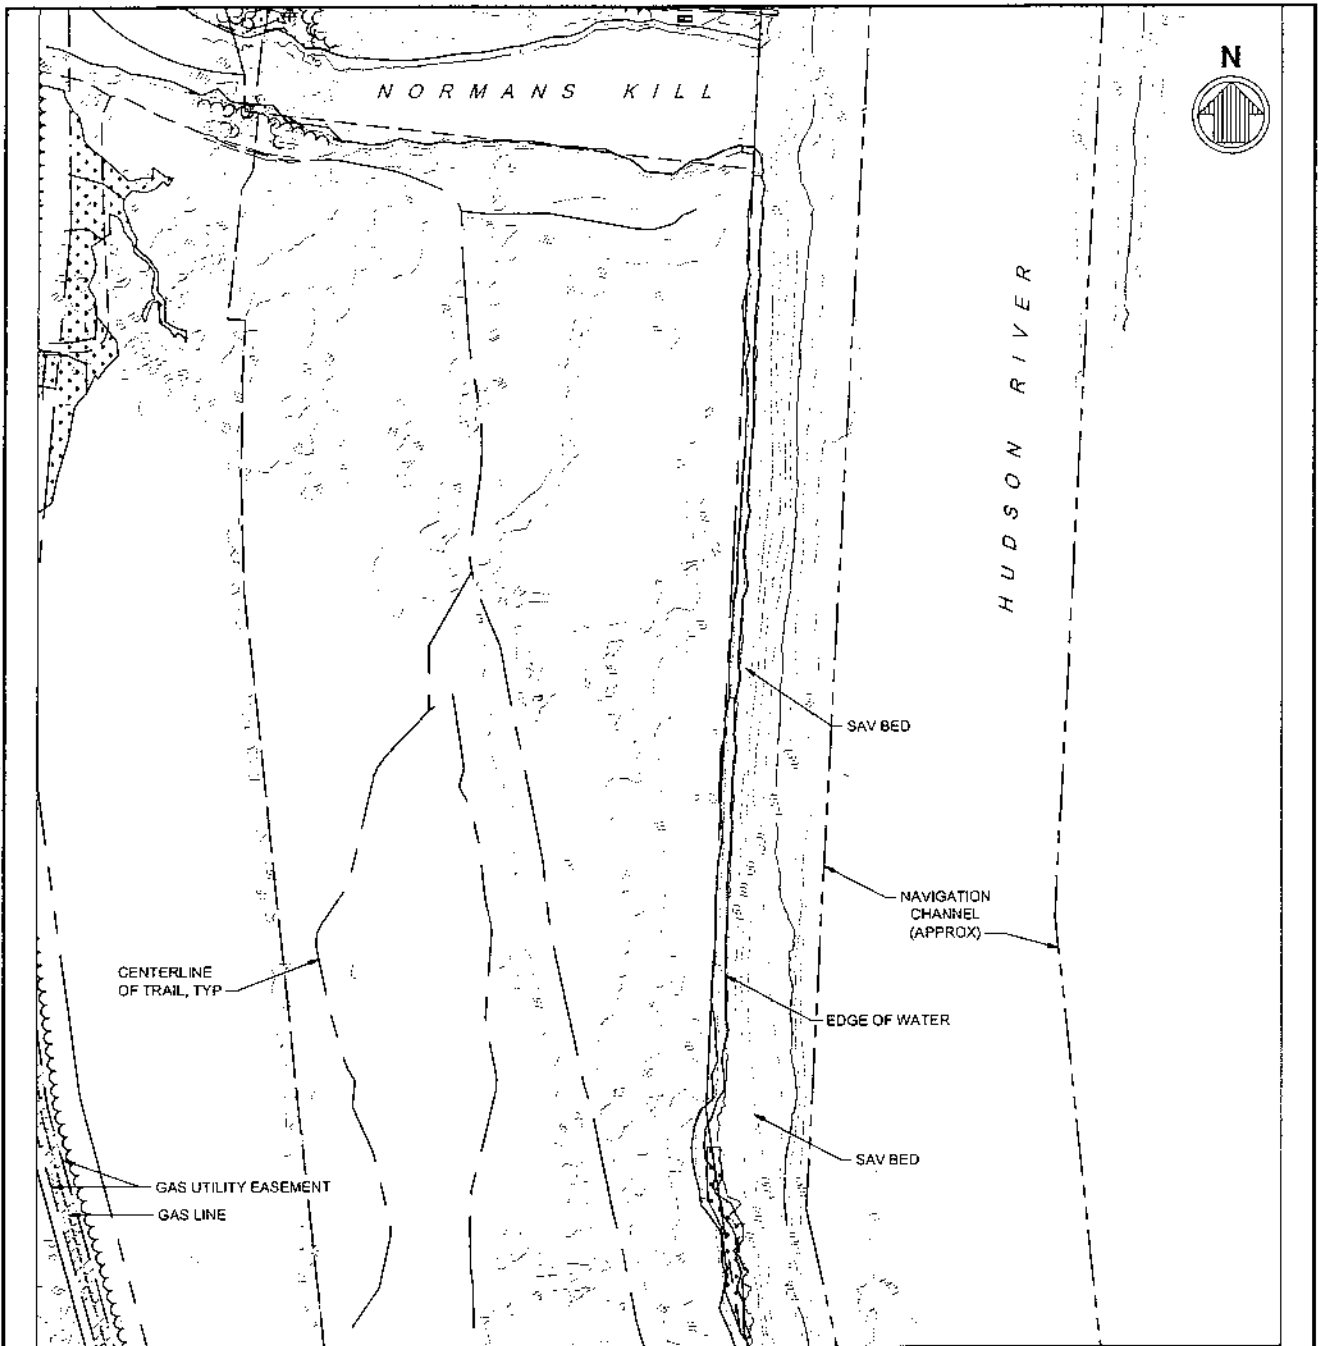 N
NORMANS KILL
HUDSON RIVER
SAV BED
NAVIGATION
CHANNEL
(APPROX)
CENTERLINE
OF TRAIL, TYP
EDGE OF WATER
SAV BED
GAS UTILITY EASEMENT
GAS LINE